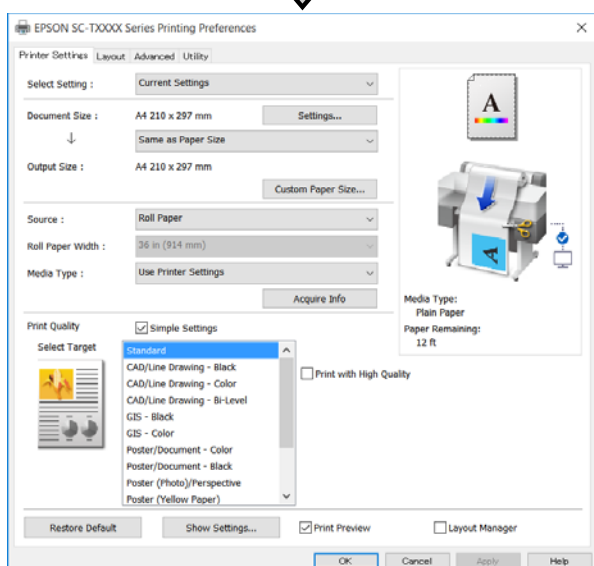 EPSON SC-TXXXX Series Printing Preferences
Printer Settings Layout Advanced Utility
Select Setting : Current Settings
Document Size : A4 210 x 297 mm Settings...
Same as Paper Size
Output Size : A4 210 x 297 mm
Custom Paper Size...
Source : Roll Paper
Roll Paper Width : 36 in (914 mm)
Media Type : Use Printer Settings
Acquire Info
A
A
Media Type:
Plain Paper
Paper Remaining:
12 ft
Print Quality Simple Settings
Select Target
Standard
CAD/Line Drawing - Black
CAD/Line Drawing - Color
CAD/Line Drawing - Bi-Level
GIS - Black
GIS - Color
Poster/Document - Color
Poster/Document - Black
Poster (Photo)/Perspective
Poster (Yellow Paper)
Print with High Quality
Restore Default Show Settings... Print Preview Layout Manager
OK Cancel Apply Help